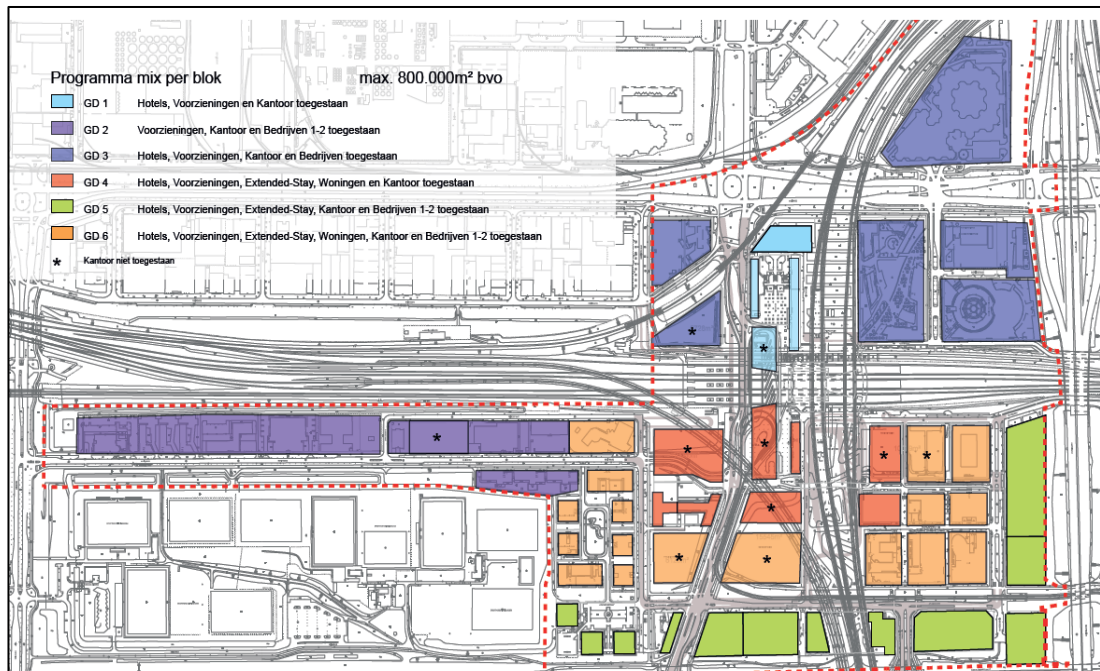 Programma mix per blok max. 800.000m² bvo
GD 1 Hotels, Voorzieningen en Kantoor toegestaan
GD 2 Voorzieningen, Kantoor en Bedrijven 1-2 toegestaan
GD 3 Hotels, Voorzieningen, Kantoor en Bedrijven toegestaan
GD 4 Hotels, Voorzieningen, Extended-Stay, Woningen en Kantoor toegestaan
GD 5 Hotels, Voorzieningen, Extended-Stay, Kantoor en Bedrijven 1-2 toegestaan
GD 6 Hotels, Voorzieningen, Extended-Stay, Woningen, Kantoor en Bedrijven 1-2 toegestaan
* Kantoor niet toegestaan